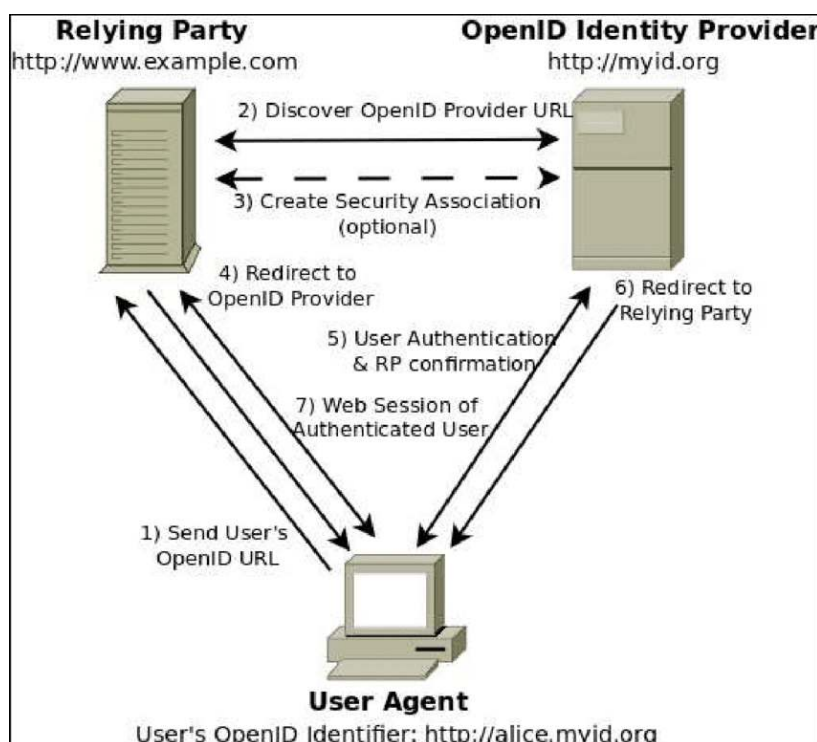 Relying Party
http://www.example.com
OpenID Identity Provider
http://myid.org
2) Discover OpenID Provider URL
3) Create Security Association
(optional)
4) Redirect to
OpenID Provider
6) Redirect to
Relying Party
5) User Authentication
& RP confirmation
7) Web Session of
Authenticated User
1) Send User's
OpenID URL
User Agent
User's OpenID Identifier: http://alice.myid.org